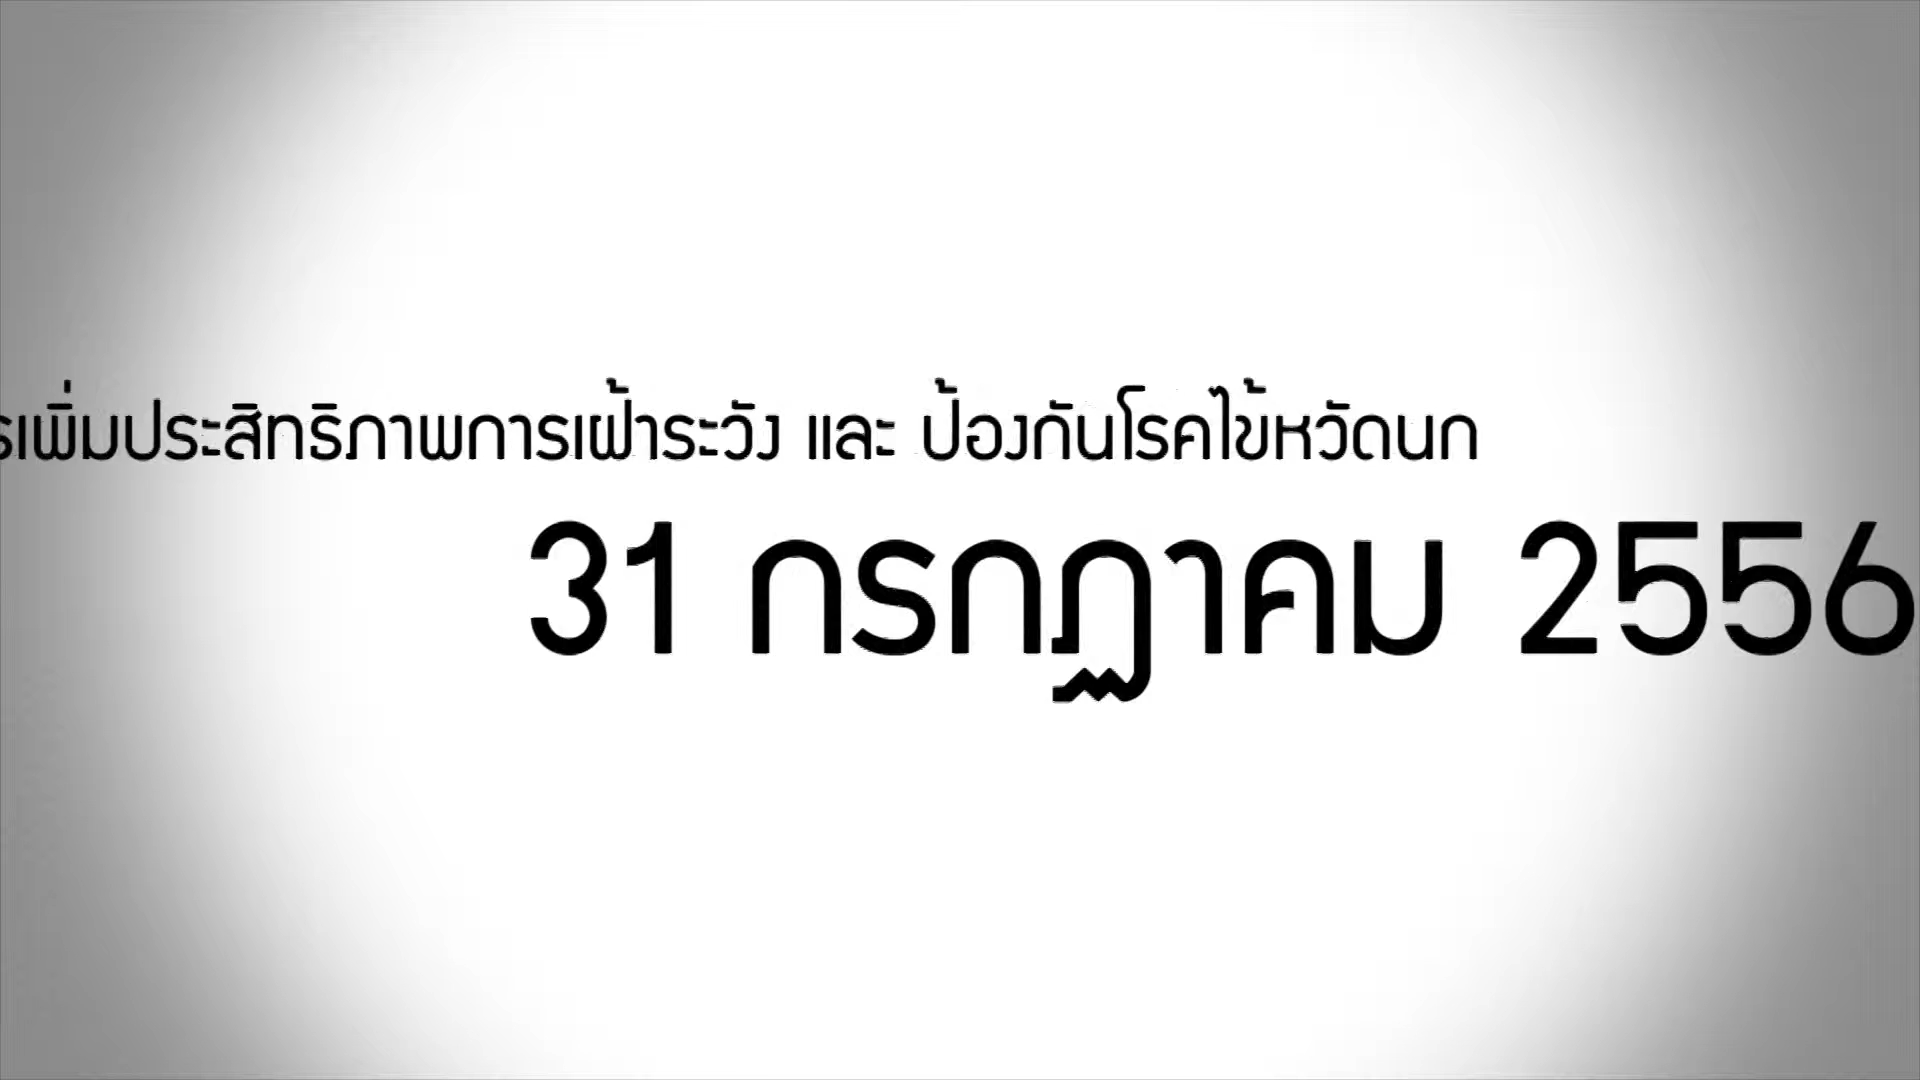 รเพิ่มประสิทธิภาพการเฝ้าระวัง และ ป้องกันโรคไข้หวัดนก
31 กรกฎาคม 2556